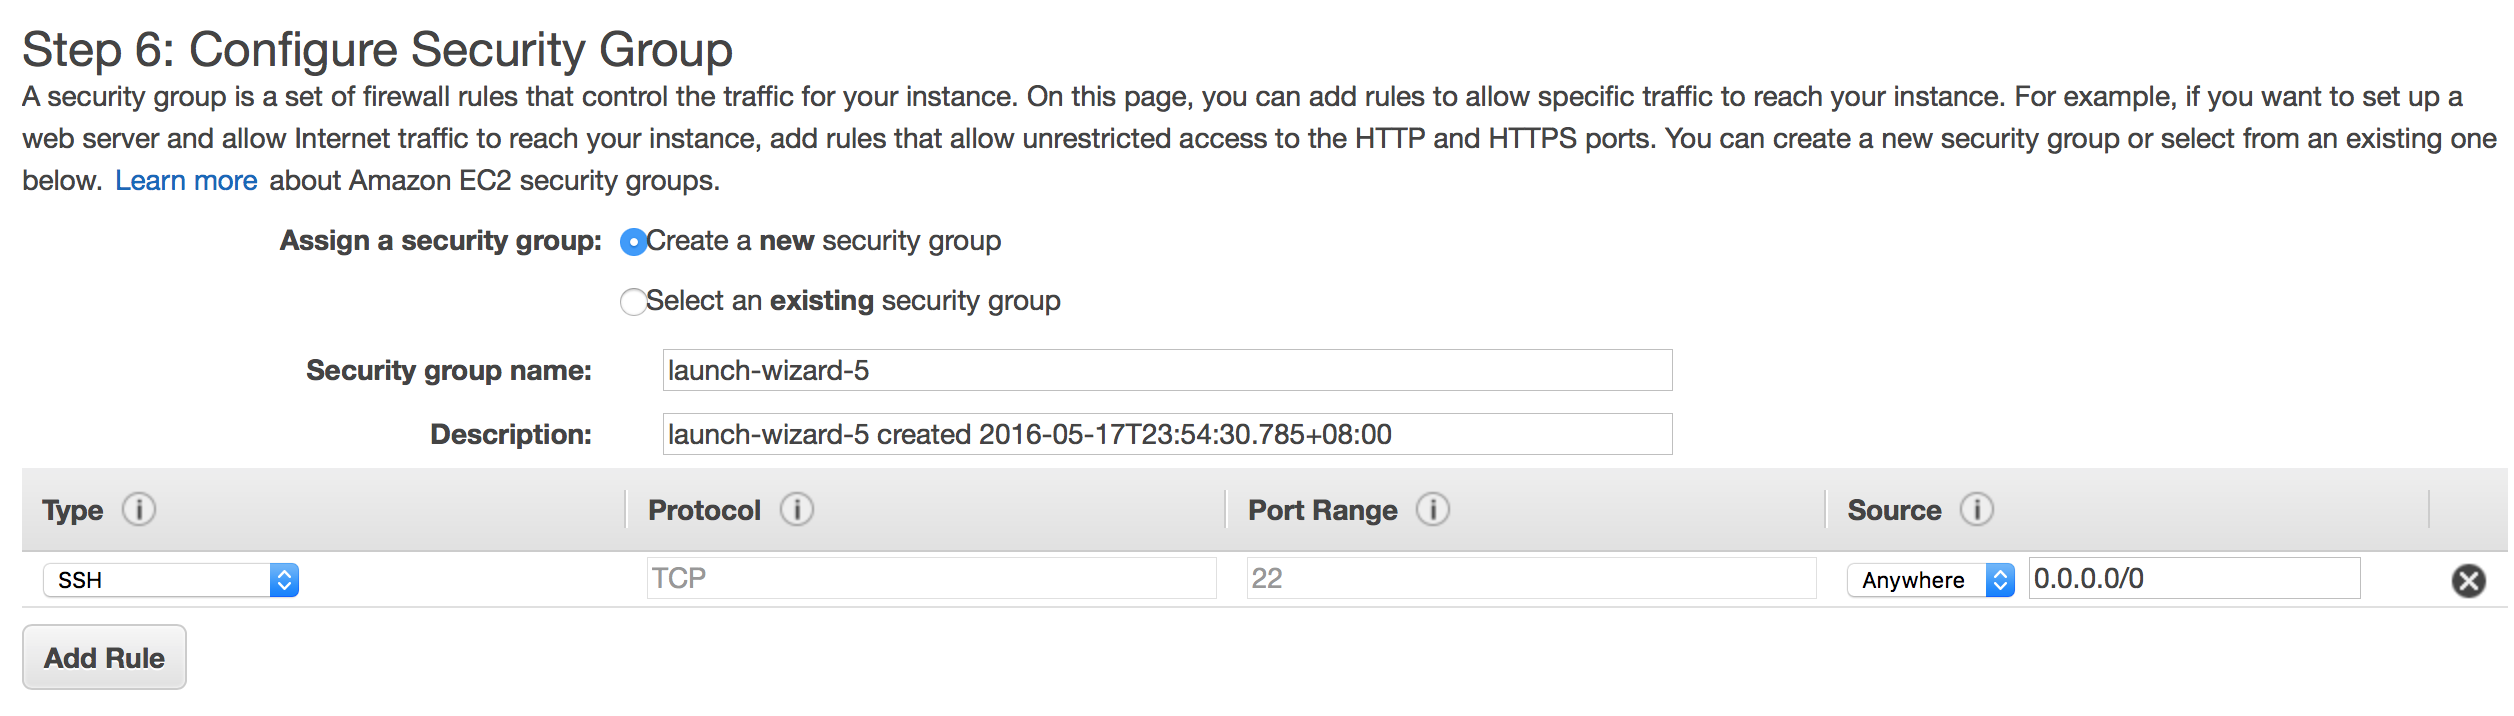 Step 6: Configure Security Group
A security group is a set of firewall rules that control the traffic for your instance. On this page, you can add rules to allow specific traffic to reach your instance. For example, if you want to set up a
web server and allow Internet traffic to reach your instance, add rules that allow unrestricted access to the HTTP and HTTPS ports. You can create a new security group or select from an existing one
below. Learn more about Amazon EC2 security groups.
Assign a security group: Create a new security group
Select an existing security group
Security group name: launch-wizard-5
Description: launch-wizard-5 created 2016-05-17T23:54:30.785+08:00
Type i Protocol i Port Range i Source i
SSH TCP 22 Anywhere 0.0.0.0/0
Add Rule